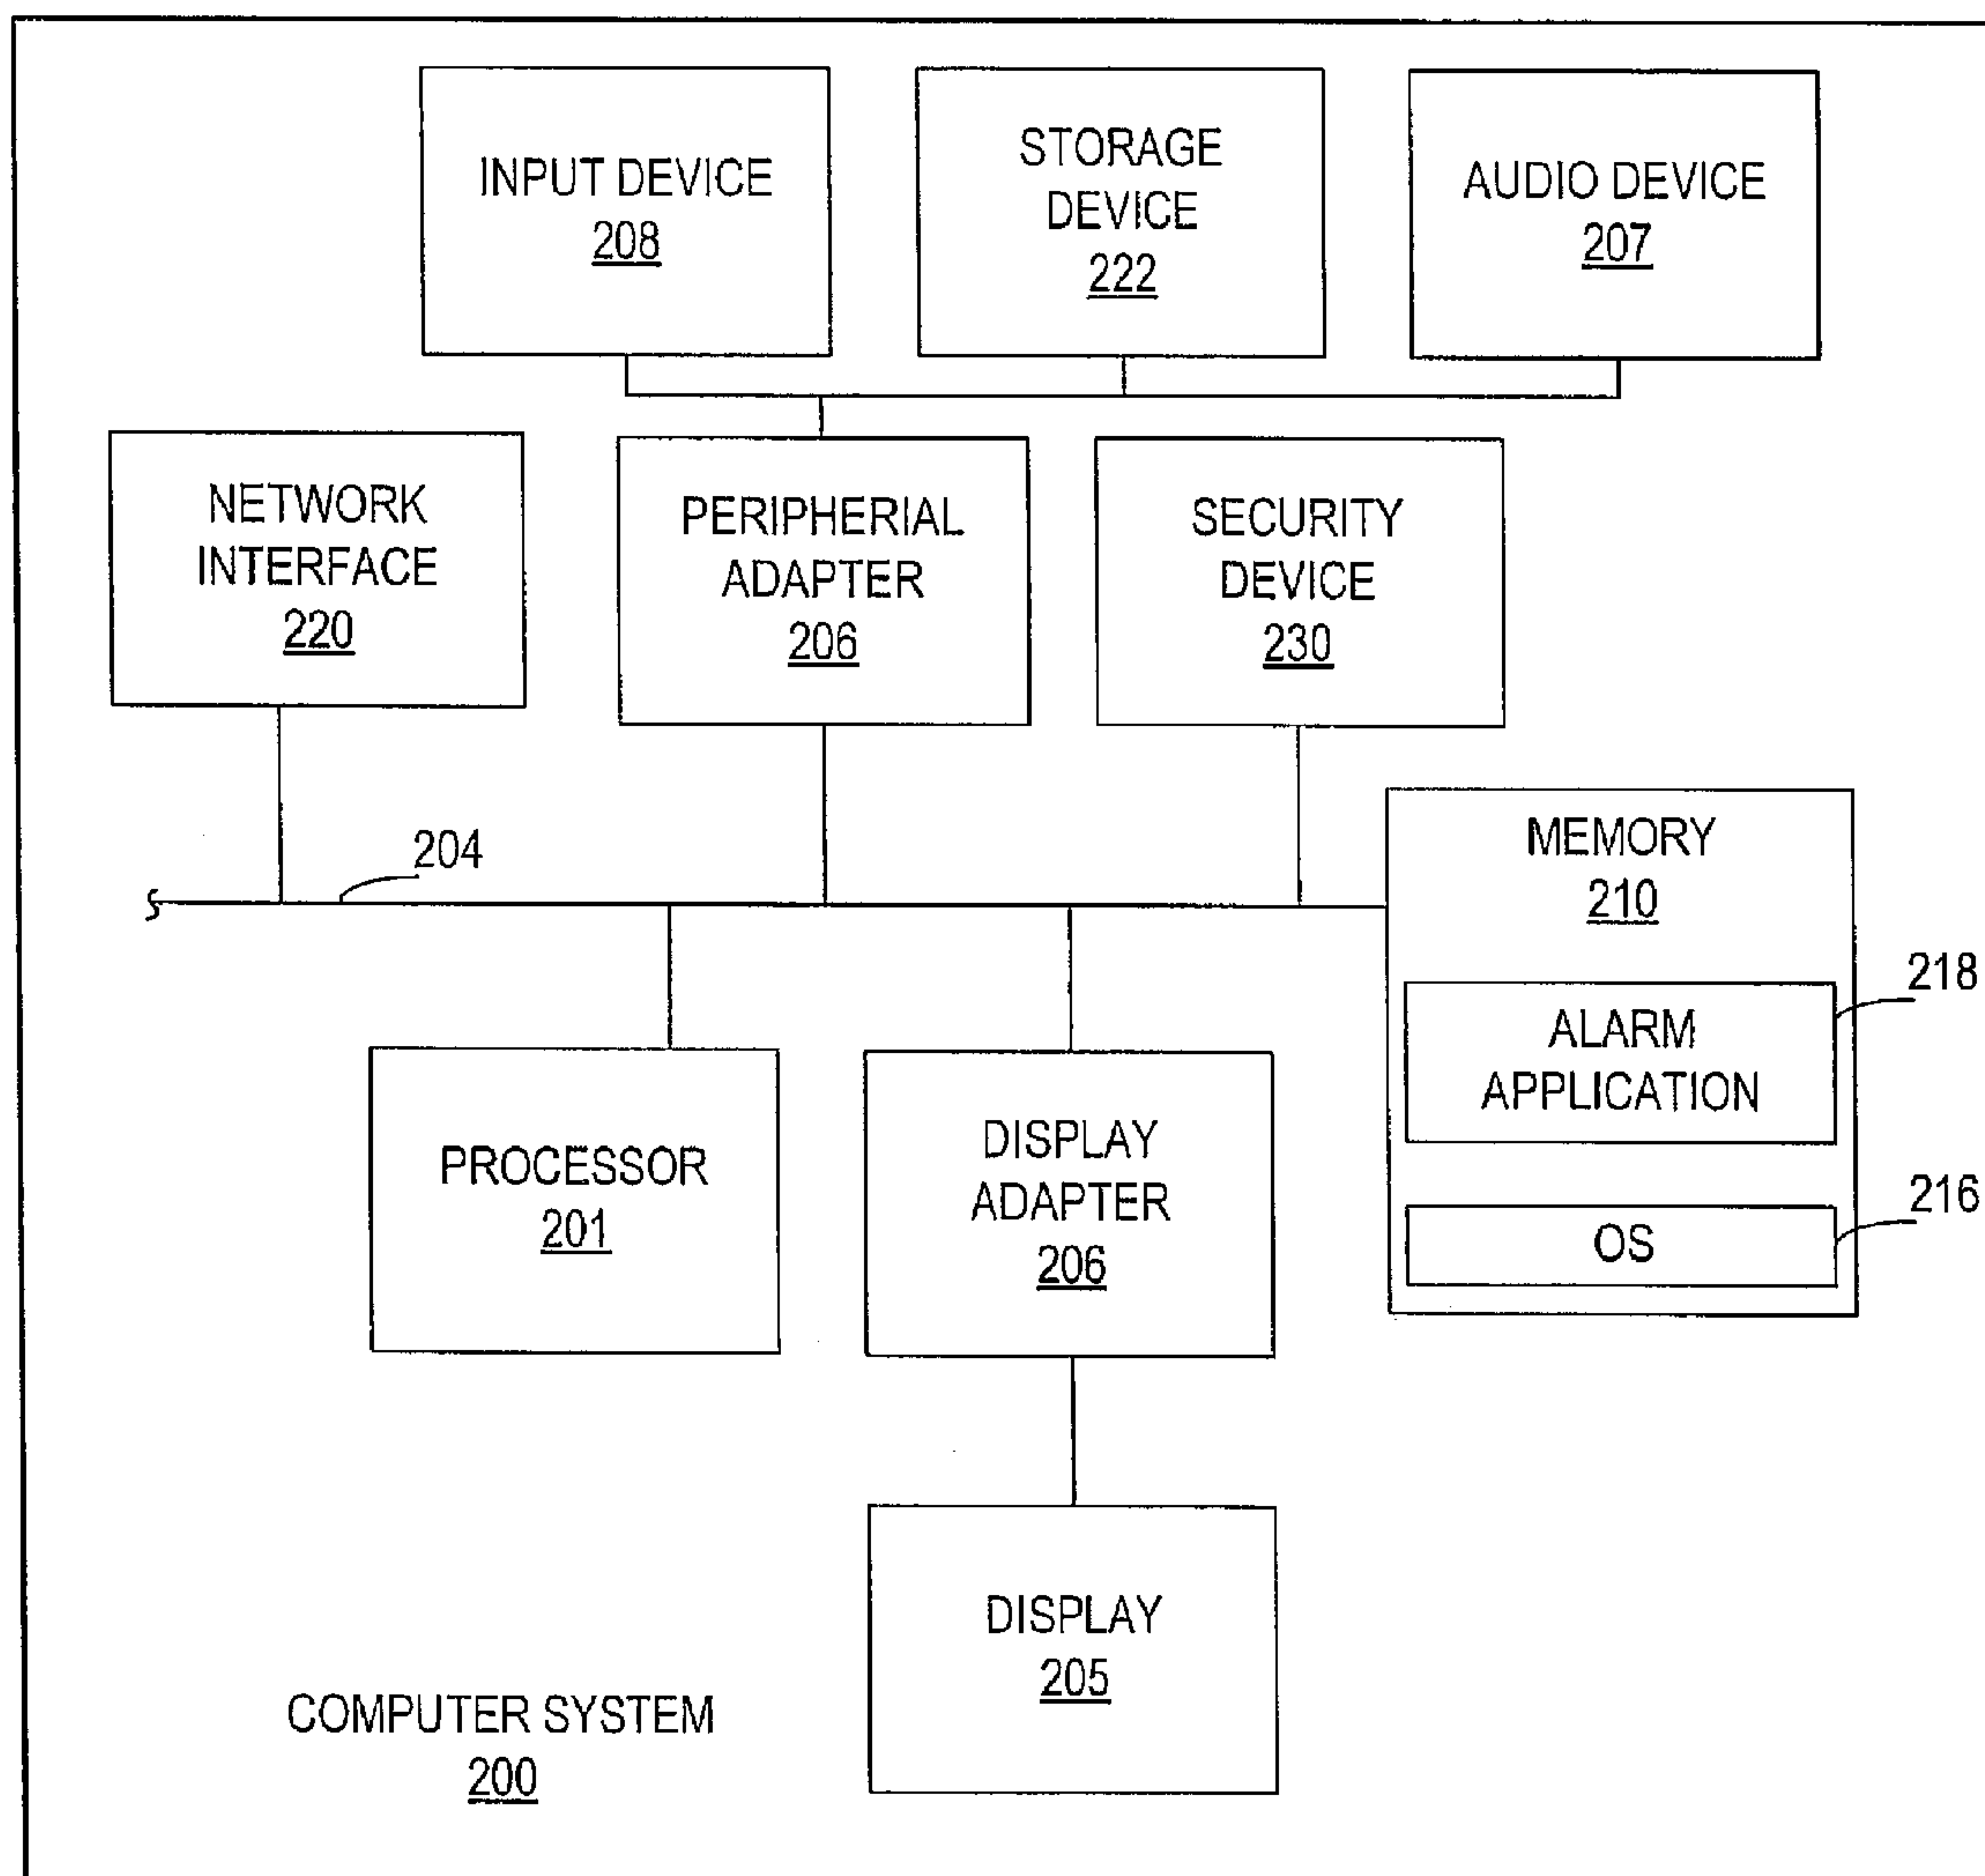 INPUT DEVICE
208
STORAGE
DEVICE
222
AUDIO DEVICE
207
NETWORK
INTERFACE
220
PERIPHERIAL
ADAPTER
206
SECURITY
DEVICE
230
204
MEMORY
210
218
ALARM
APPLICATION
216
OS
PROCESSOR
201
DISPLAY
ADAPTER
206
DISPLAY
205
COMPUTER SYSTEM
200